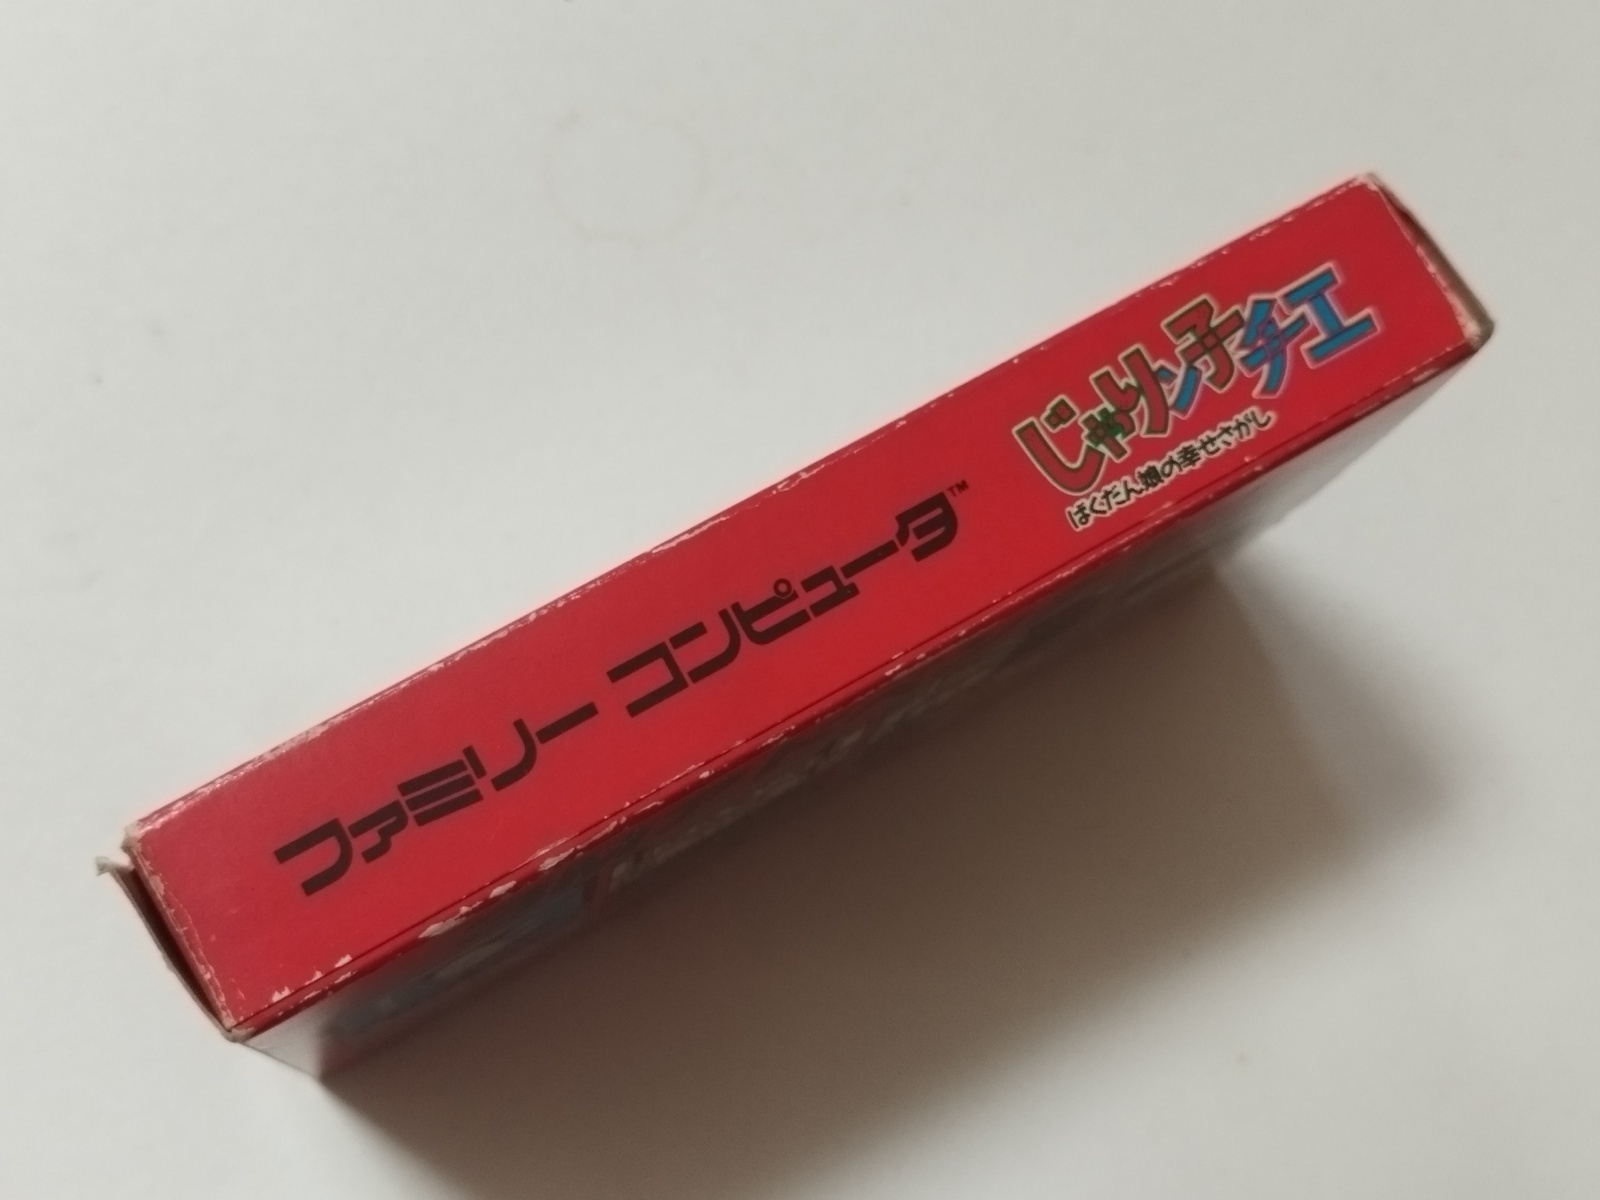 ファミリー コンピュータ™
じゃりン子チエ
ばくだん娘の幸せさがし